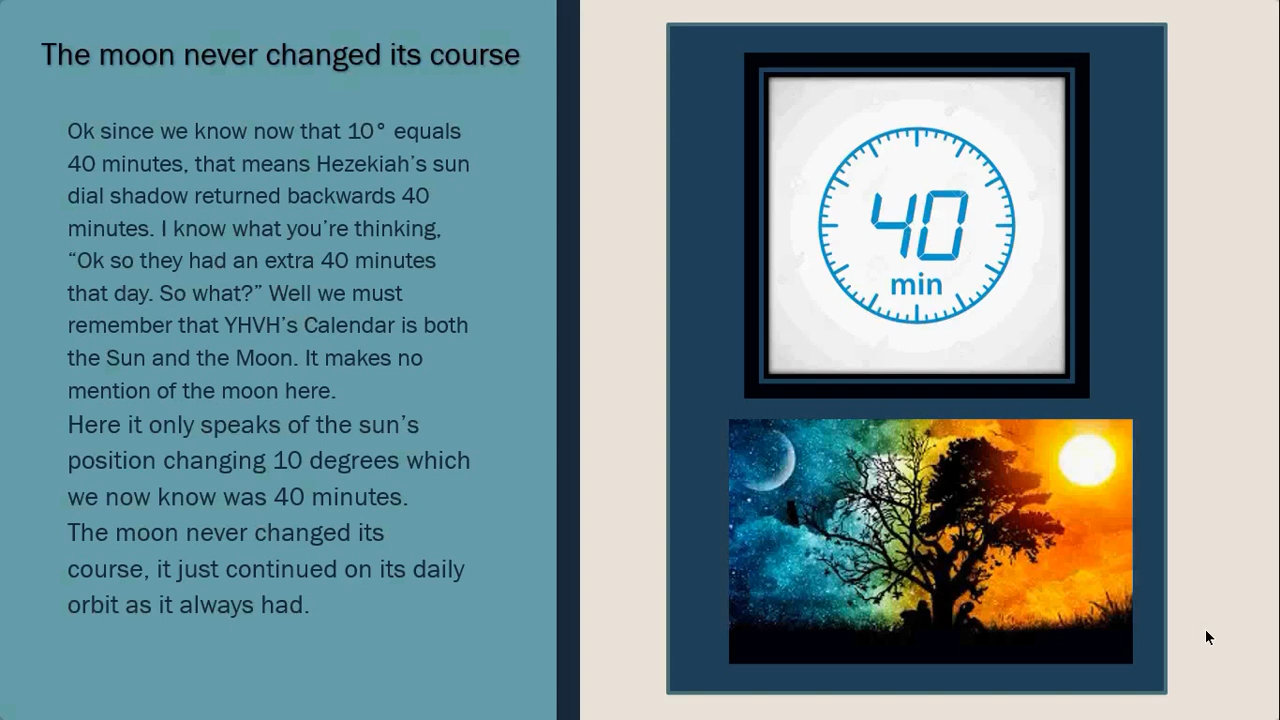 The moon never changed its course
Ok since we know now that 10° equals
40 minutes, that means Hezekiah’s sun
dial shadow returned backwards 40
minutes. I know what you’re thinking,
“Ok so they had an extra 40 minutes
that day. So what?” Well we must
remember that YHVH’s Calendar is both
the Sun and the Moon. It makes no
mention of the moon here.
Here it only speaks of the sun’s
position changing 10 degrees which
we now know was 40 minutes.
The moon never changed its
course, it just continued on its daily
orbit as it always had.
40
min